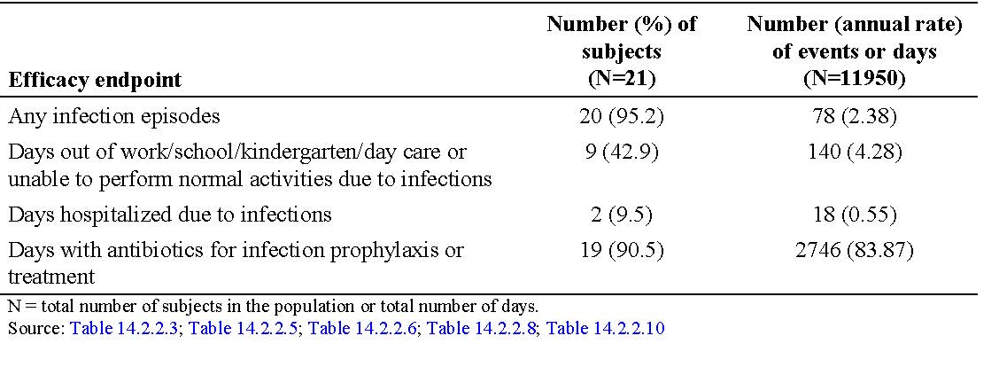 Efficacy endpoint
Number (%) of
subjects
(N=21)
Number (annual rate)
of events or days
(N=11950)
Any infection episodes 20 (95.2) 78 (2.38)
Days out of work/school/kindergarten/day care or 9 (42.9) 140 (4.28)
unable to perform normal activities due to infections
Days hospitalized due to infections 2 (9.5) 18 (0.55)
Days with antibiotics for infection prophylaxis or 19 (90.5) 2746 (83.87)
treatment
N = total number of subjects in the population or total number of days.
Source: Table 14.2.2.3; Table 14.2.2.5; Table 14.2.2.6; Table 14.2.2.8; Table 14.2.2.10